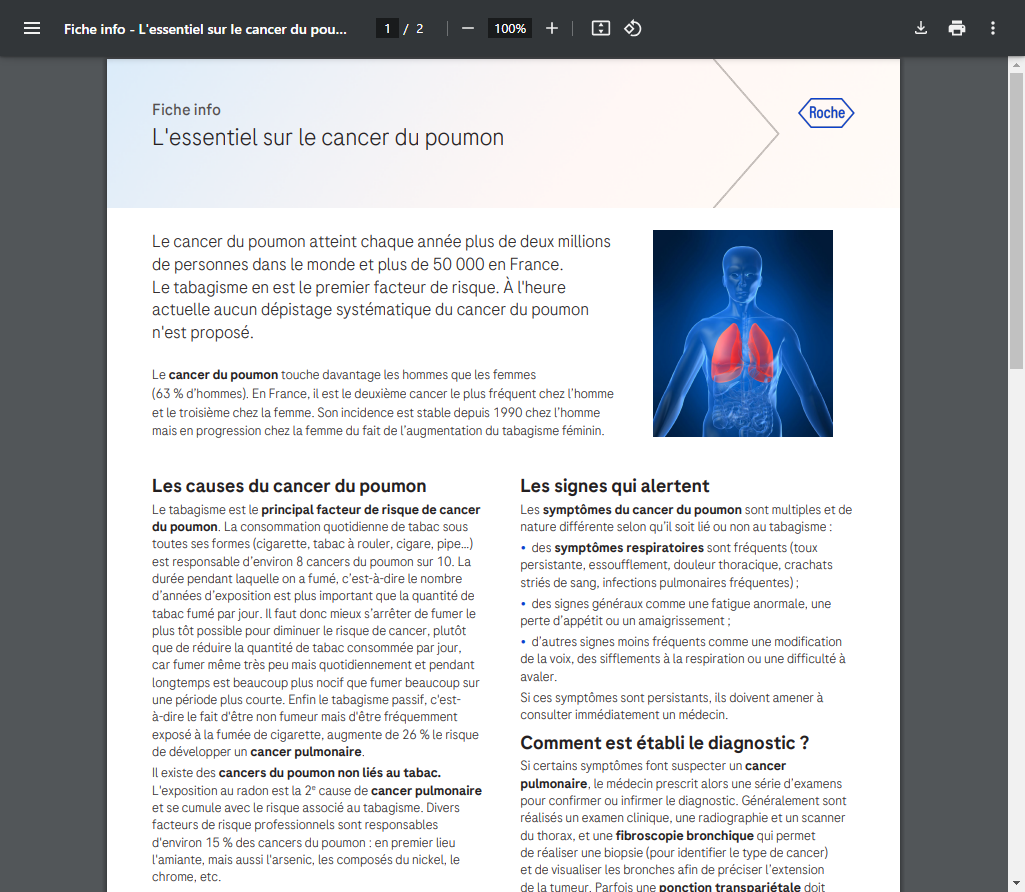 Fiche info - L'essentiel sur le cancer du pou...
1 / 2
100%
Fiche info
L'essentiel sur le cancer du poumon
Roche
Le cancer du poumon atteint chaque année plus de deux millions
de personnes dans le monde et plus de 50 000 en France.
Le tabagisme en est le premier facteur de risque. À l'heure
actuelle aucun dépistage systématique du cancer du poumon
n'est proposé.
Le cancer du poumon touche davantage les hommes que les femmes
(63 % d'hommes). En France, il est le deuxième cancer le plus fréquent chez l'homme
et le troisième chez la femme. Son incidence est stable depuis 1990 chez l'homme
mais en progression chez la femme du fait de l'augmentation du tabagisme féminin.
Les causes du cancer du poumon
Le tabagisme est le principal facteur de risque de cancer
du poumon. La consommation quotidienne de tabac sous
toutes ses formes (cigarette, tabac à rouler, cigare, pipe...)
est responsable d'environ 8 cancers du poumon sur 10. La
durée pendant laquelle on a fumé, c'est-à-dire le nombre
d'années d'exposition est plus important que la quantité de
tabac fumé par jour. Il faut donc mieux s'arrêter de fumer le
plus tôt possible pour diminuer le risque de cancer, plutôt
que de réduire la quantité de tabac consommée par jour,
car fumer même très peu mais quotidiennement et pendant
longtemps est beaucoup plus nocif que fumer beaucoup sur
une période plus courte. Enfin le tabagisme passif, c'est-
à-dire le fait d'être non fumeur mais d'être fréquemment
exposé à la fumée de cigarette, augmente de 26 % le risque
de développer un cancer pulmonaire.
Il existe des cancers du poumon non liés au tabac.
L'exposition au radon est la 2e cause de cancer pulmonaire
et se cumule avec le risque associé au tabagisme. Divers
facteurs de risque professionnels sont responsables
d'environ 15 % des cancers du poumon : en premier lieu
l'amiante, mais aussi l'arsenic, les composés du nickel, le
chrome, etc.
Les signes qui alertent
Les symptômes du cancer du poumon sont multiples et de
nature différente selon qu'il soit lié ou non au tabagisme :
• des symptômes respiratoires sont fréquents (toux
persistante, essoufflement, douleur thoracique, crachats
striés de sang, infections pulmonaires fréquentes) ;
• des signes généraux comme une fatigue anormale, une
perte d'appétit ou un amaigrissement ;
• d'autres signes moins fréquents comme une modification
de la voix, des sifflements à la respiration ou une difficulté à
avaler.
Si ces symptômes sont persistants, ils doivent amener à
consulter immédiatement un médecin.
Comment est établi le diagnostic ?
Si certains symptômes font suspecter un cancer
pulmonaire, le médecin prescrit alors une série d'examens
pour confirmer ou infirmer le diagnostic. Généralement sont
réalisés un examen clinique, une radiographie et un scanner
du thorax, et une fibroscopie bronchique qui permet
de réaliser une biopsie (pour identifier le type de cancer)
et de visualiser les bronches afin de préciser l'extension
de la tumeur. Parfois une ponction transpariétale doit